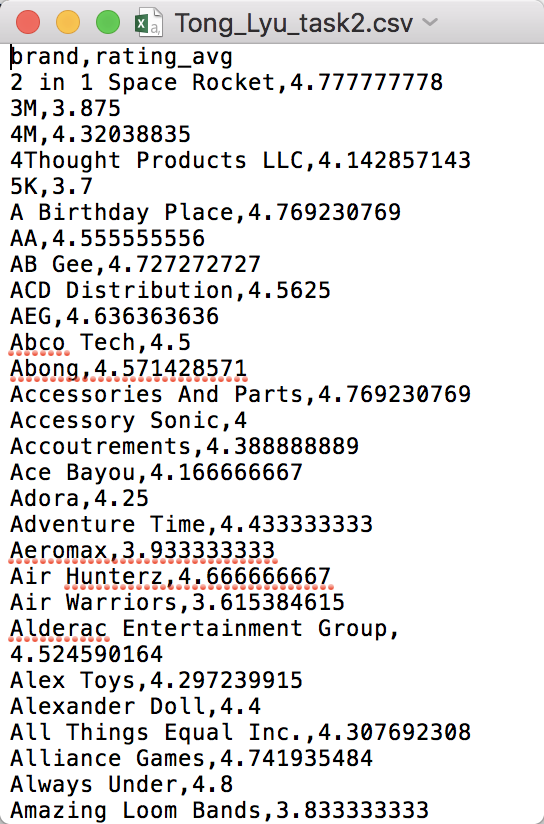 Tong_Lyu_task2.csv
brand,rating_avg
2 in 1 Space Rocket,4.777777778
3M,3.875
4M,4.32038835
4Thought Products LLC,4.142857143
5K,3.7
A Birthday Place,4.769230769
AA,4.555555556
AB Gee,4.727272727
ACD Distribution,4.5625
AEG,4.636363636
Abco Tech,4.5
Abong,4.571428571
Accessories And Parts,4.769230769
Accessory Sonic,4
Accoutrements,4.388888889
Ace Bayou,4.166666667
Adora,4.25
Adventure Time,4.433333333
Aeromax,3.933333333
Air Hunterz,4.666666667
Air Warriors,3.615384615
Alderac Entertainment Group,
4.524590164
Alex Toys,4.297239915
Alexander Doll,4.4
All Things Equal Inc.,4.307692308
Alliance Games,4.741935484
Always Under,4.8
Amazing Loom Bands,3.833333333